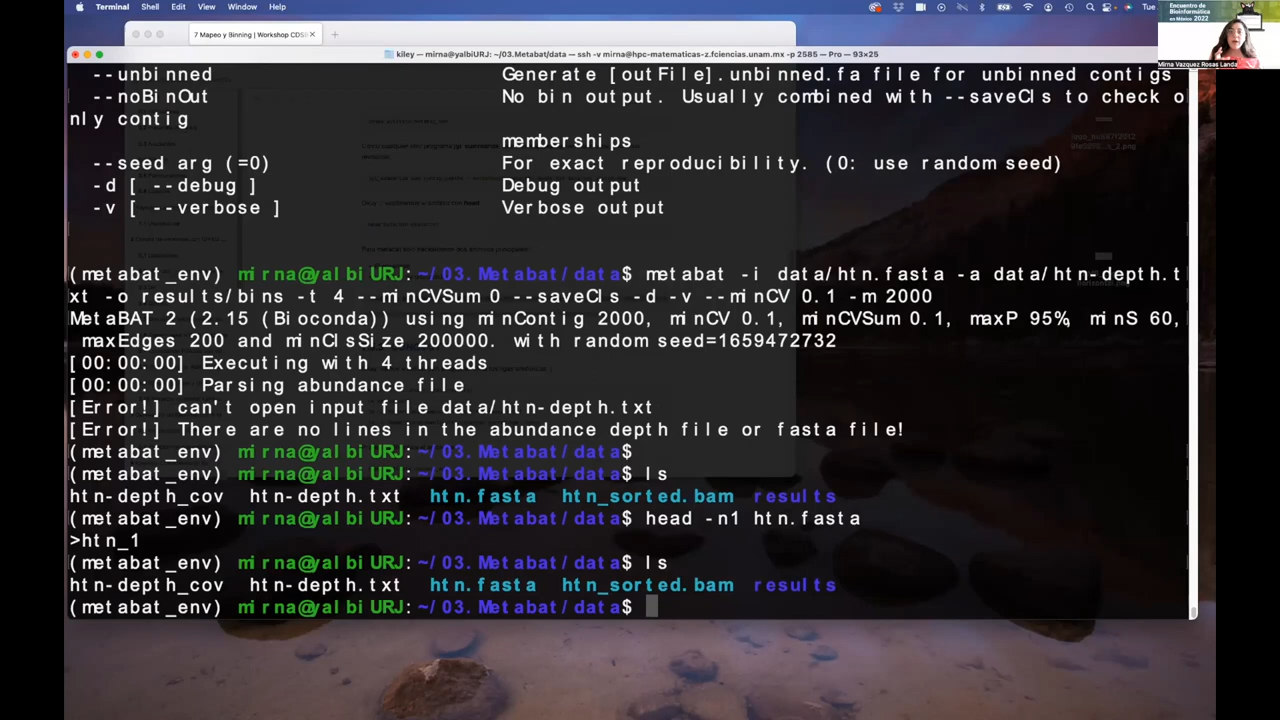 Terminal Shell Edit View Window Help
Tue
Encuentro de
Bioinformática
en México 2022
Mirna Vazquez Rosas Landa
7 Mapeo y Binning | Workshop CDSB
kiley — mirna@yalbiURJ: ~/03.Metabat/data — ssh -v mirna@hpc-matematicas-z.fciencias.unam.mx -p 2585 — Pro — 93×25
--unbinned Generate [outFile].unbinned.fa file for unbinned contigs
--noBinOut No bin output. Usually combined with --saveCls to check o
nly contig
memberships
--seed arg (=0) For exact reproducibility. (0: use random seed)
-d [ --debug ] Debug output
-v [ --verbose ] Verbose output
(metabat_env) mirna@yalbiURJ:~/03.Metabat/data$ metabat -i data/htn.fasta -a data/htn-depth.t
xt -o results/bins -t 4 --minCVSum 0 --saveCls -d -v --minCV 0.1 -m 2000
MetaBAT 2 (2.15 (Bioconda)) using minContig 2000, minCV 0.1, minCVSum 0.1, maxP 95%, minS 60,
maxEdges 200 and minClsSize 200000. with random seed=1659472732
[00:00:00] Executing with 4 threads
[00:00:00] Parsing abundance file
[Error!] can't open input file data/htn-depth.txt
[Error!] There are no lines in the abundance depth file or fasta file!
(metabat_env) mirna@yalbiURJ:~/03.Metabat/data$
(metabat_env) mirna@yalbiURJ:~/03.Metabat/data$ ls
htn-depth_cov htn-depth.txt htn.fasta htn_sorted.bam results
(metabat_env) mirna@yalbiURJ:~/03.Metabat/data$ head -n1 htn.fasta
>htn_1
(metabat_env) mirna@yalbiURJ:~/03.Metabat/data$ ls
htn-depth_cov htn-depth.txt htn.fasta htn_sorted.bam results
(metabat_env) mirna@yalbiURJ:~/03.Metabat/data$